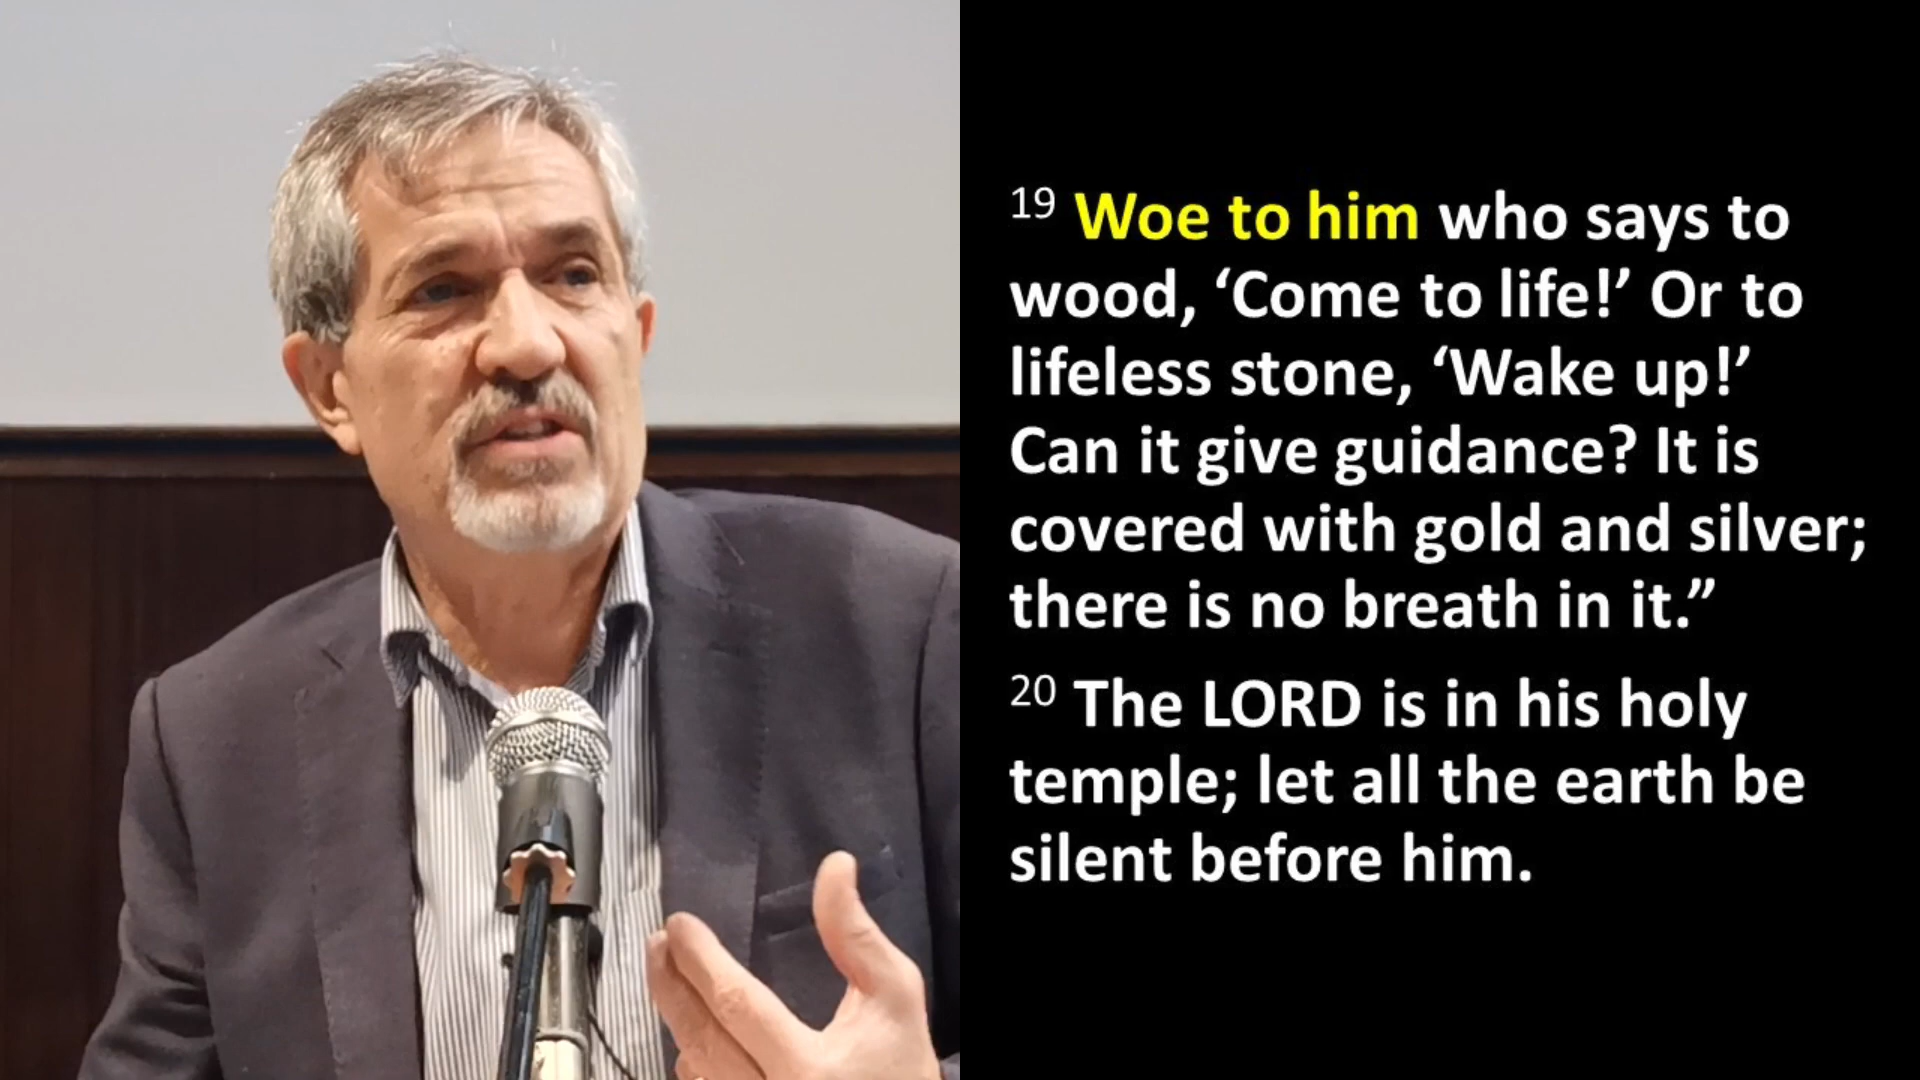 19 Woe to him who says to
wood, ‘Come to life!’ Or to
lifeless stone, ‘Wake up!’
Can it give guidance? It is
covered with gold and silver;
there is no breath in it.”
20 The LORD is in his holy
temple; let all the earth be
silent before him.